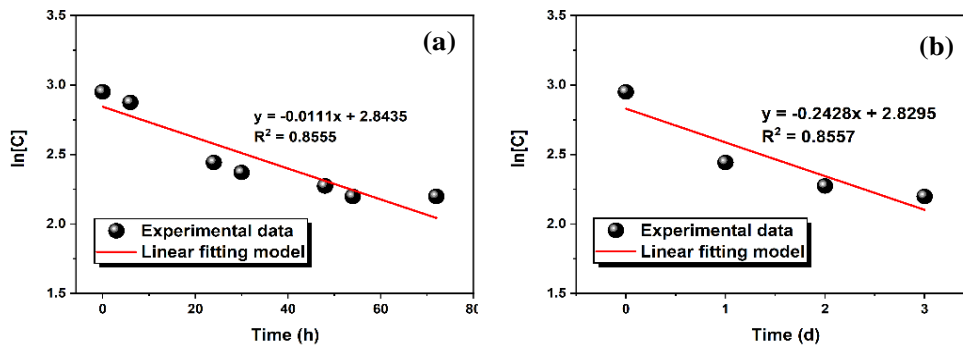 (a)
3.5
3.0
2.5
2.0
1.5
ln[C]
y = -0.0111x + 2.8435
R² = 0.8555
Experimental data
Linear fitting model
0
20
40
60
80
Time (h)
(b)
3.5
3.0
2.5
2.0
1.5
ln[C]
y = -0.2428x + 2.8295
R² = 0.8557
Experimental data
Linear fitting model
0
1
2
3
Time (d)